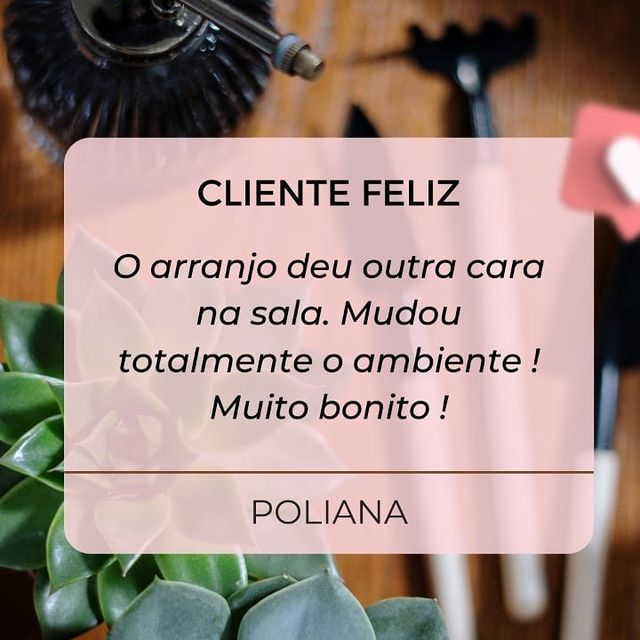 CLIENTE FELIZ
O arranjo deu outra cara
na sala. Mudou
totalmente o ambiente !
Muito bonito !
POLIANA